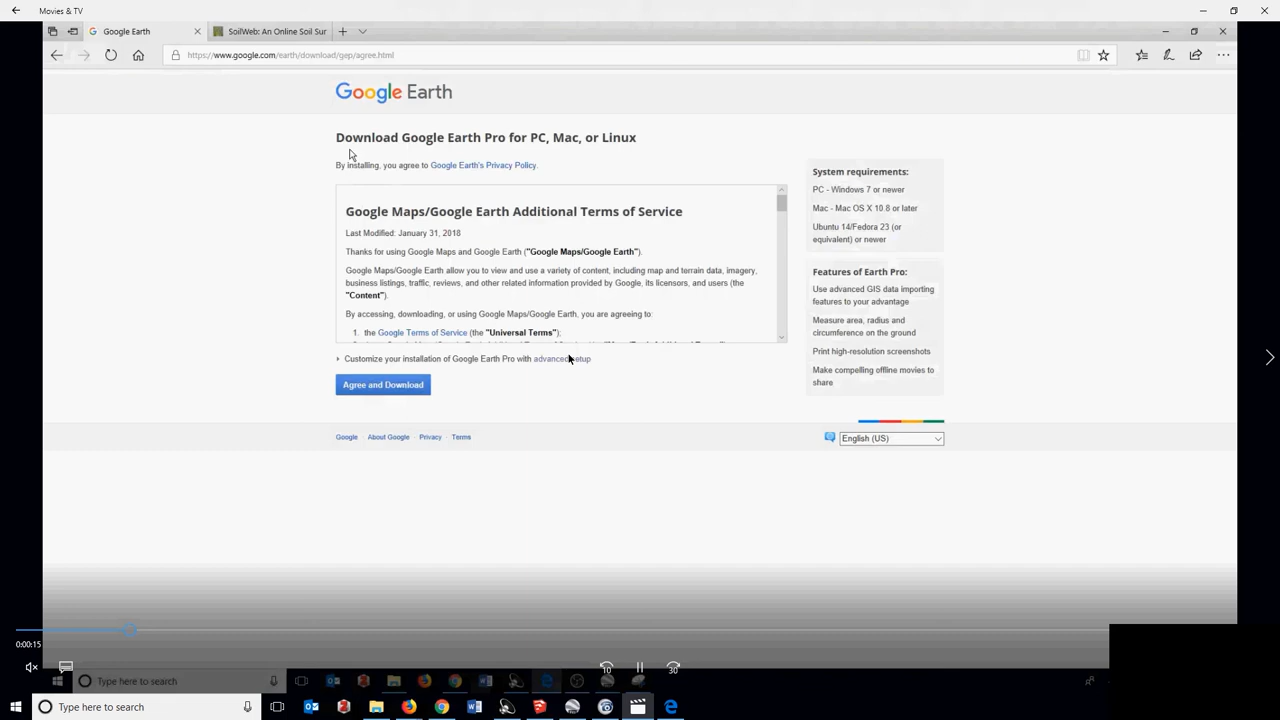 Movies & TV
Google Earth
SoilWeb: An Online Soil Sur
https://www.google.com/earth/download/gep/agree.html
Google Earth
Download Google Earth Pro for PC, Mac, or Linux
By installing, you agree to Google Earth's Privacy Policy.
Google Maps/Google Earth Additional Terms of Service
Last Modified: January 31, 2018
Thanks for using Google Maps and Google Earth ("Google Maps/Google Earth").
Google Maps/Google Earth allow you to view and use a variety of content, including map and terrain data, imagery,
business listings, traffic, reviews, and other related information provided by Google, its licensors, and users (the
"Content").
By accessing, downloading, or using Google Maps/Google Earth, you are agreeing to:
1. the Google Terms of Service (the "Universal Terms");
Customize your installation of Google Earth Pro with advanced setup
Agree and Download
System requirements:
PC - Windows 7 or newer
Mac - Mac OS X 10.8 or later
Ubuntu 14/Fedora 23 (or
equivalent) or newer
Features of Earth Pro:
Use advanced GIS data importing
features to your advantage
Measure area, radius and
circumference on the ground
Print high-resolution screenshots
Make compelling offline movies to
share
Google · About Google · Privacy · Terms
English (US)
0:00:15
10
30
Type here to search
Type here to search